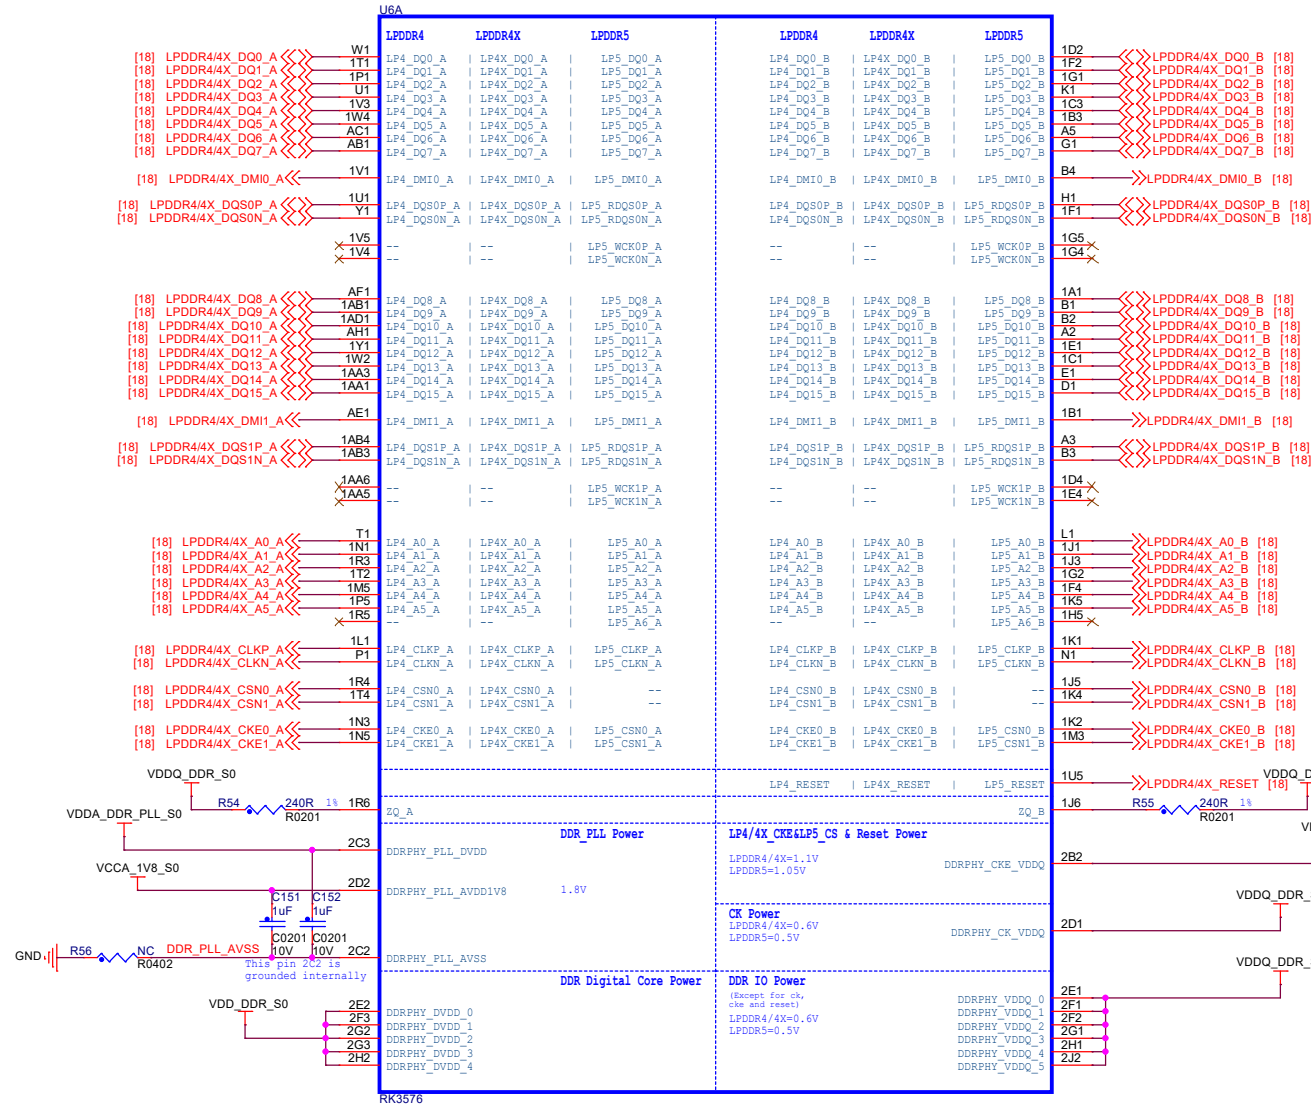 U6A
LPDDR4 LPDDR4X LPDDR5 LPDDR4 LPDDR4X LPDDR5
[18] LPDDR4/4X_DQ0_A W1 LP4_DQ0_A | LP4X_DQ0_A | LP5_DQ0_A LP4_DQ0_B | LP4X_DQ0_B | LP5_DQ0_B 1D2 LPDDR4/4X_DQ0_B [18]
[18] LPDDR4/4X_DQ1_A 1T1 LP4_DQ1_A | LP4X_DQ1_A | LP5_DQ1_A LP4_DQ1_B | LP4X_DQ1_B | LP5_DQ1_B 1F2 LPDDR4/4X_DQ1_B [18]
[18] LPDDR4/4X_DQ2_A 1P1 LP4_DQ2_A | LP4X_DQ2_A | LP5_DQ2_A LP4_DQ2_B | LP4X_DQ2_B | LP5_DQ2_B 1G1 LPDDR4/4X_DQ2_B [18]
[18] LPDDR4/4X_DQ3_A U1 LP4_DQ3_A | LP4X_DQ3_A | LP5_DQ3_A LP4_DQ3_B | LP4X_DQ3_B | LP5_DQ3_B K1 LPDDR4/4X_DQ3_B [18]
[18] LPDDR4/4X_DQ4_A 1V3 LP4_DQ4_A | LP4X_DQ4_A | LP5_DQ4_A LP4_DQ4_B | LP4X_DQ4_B | LP5_DQ4_B 1C3 LPDDR4/4X_DQ4_B [18]
[18] LPDDR4/4X_DQ5_A 1W4 LP4_DQ5_A | LP4X_DQ5_A | LP5_DQ5_A LP4_DQ5_B | LP4X_DQ5_B | LP5_DQ5_B 1B3 LPDDR4/4X_DQ5_B [18]
[18] LPDDR4/4X_DQ6_A AC1 LP4_DQ6_A | LP4X_DQ6_A | LP5_DQ6_A LP4_DQ6_B | LP4X_DQ6_B | LP5_DQ6_B A5 LPDDR4/4X_DQ6_B [18]
[18] LPDDR4/4X_DQ7_A AB1 LP4_DQ7_A | LP4X_DQ7_A | LP5_DQ7_A LP4_DQ7_B | LP4X_DQ7_B | LP5_DQ7_B G1 LPDDR4/4X_DQ7_B [18]
[18] LPDDR4/4X_DMI0_A 1V1 LP4_DMI0_A | LP4X_DMI0_A | LP5_DMI0_A LP4_DMI0_B | LP4X_DMI0_B | LP5_DMI0_B B4 LPDDR4/4X_DMI0_B [18]
[18] LPDDR4/4X_DQS0P_A 1U1 LP4_DQS0P_A | LP4X_DQS0P_A | LP5_RDQS0P_A LP4_DQS0P_B | LP4X_DQS0P_B | LP5_RDQS0P_B H1 LPDDR4/4X_DQS0P_B [18]
[18] LPDDR4/4X_DQS0N_A Y1 LP4_DQS0N_A | LP4X_DQS0N_A | LP5_RDQS0N_A LP4_DQS0N_B | LP4X_DQS0N_B | LP5_RDQS0N_B 1F1 LPDDR4/4X_DQS0N_B [18]
1V5 -- | -- | LP5_WCK0P_A -- | -- | LP5_WCK0P_B 1G5
1V4 -- | -- | LP5_WCK0N_A -- | -- | LP5_WCK0N_B 1G4
[18] LPDDR4/4X_DQ8_A AF1 LP4_DQ8_A | LP4X_DQ8_A | LP5_DQ8_A LP4_DQ8_B | LP4X_DQ8_B | LP5_DQ8_B 1A1 LPDDR4/4X_DQ8_B [18]
[18] LPDDR4/4X_DQ9_A 1AB1 LP4_DQ9_A | LP4X_DQ9_A | LP5_DQ9_A LP4_DQ9_B | LP4X_DQ9_B | LP5_DQ9_B B1 LPDDR4/4X_DQ9_B [18]
[18] LPDDR4/4X_DQ10_A 1AD1 LP4_DQ10_A | LP4X_DQ10_A | LP5_DQ10_A LP4_DQ10_B | LP4X_DQ10_B | LP5_DQ10_B B2 LPDDR4/4X_DQ10_B [18]
[18] LPDDR4/4X_DQ11_A AH1 LP4_DQ11_A | LP4X_DQ11_A | LP5_DQ11_A LP4_DQ11_B | LP4X_DQ11_B | LP5_DQ11_B A2 LPDDR4/4X_DQ11_B [18]
[18] LPDDR4/4X_DQ12_A 1Y1 LP4_DQ12_A | LP4X_DQ12_A | LP5_DQ12_A LP4_DQ12_B | LP4X_DQ12_B | LP5_DQ12_B 1E1 LPDDR4/4X_DQ12_B [18]
[18] LPDDR4/4X_DQ13_A 1W2 LP4_DQ13_A | LP4X_DQ13_A | LP5_DQ13_A LP4_DQ13_B | LP4X_DQ13_B | LP5_DQ13_B 1C1 LPDDR4/4X_DQ13_B [18]
[18] LPDDR4/4X_DQ14_A 1AA3 LP4_DQ14_A | LP4X_DQ14_A | LP5_DQ14_A LP4_DQ14_B | LP4X_DQ14_B | LP5_DQ14_B E1 LPDDR4/4X_DQ14_B [18]
[18] LPDDR4/4X_DQ15_A 1AA1 LP4_DQ15_A | LP4X_DQ15_A | LP5_DQ15_A LP4_DQ15_B | LP4X_DQ15_B | LP5_DQ15_B D1 LPDDR4/4X_DQ15_B [18]
[18] LPDDR4/4X_DMI1_A AE1 LP4_DMI1_A | LP4X_DMI1_A | LP5_DMI1_A LP4_DMI1_B | LP4X_DMI1_B | LP5_DMI1_B 1B1 LPDDR4/4X_DMI1_B [18]
[18] LPDDR4/4X_DQS1P_A 1AB4 LP4_DQS1P_A | LP4X_DQS1P_A | LP5_RDQS1P_A LP4_DQS1P_B | LP4X_DQS1P_B | LP5_RDQS1P_B A3 LPDDR4/4X_DQS1P_B [18]
[18] LPDDR4/4X_DQS1N_A 1AB3 LP4_DQS1N_A | LP4X_DQS1N_A | LP5_RDQS1N_A LP4_DQS1N_B | LP4X_DQS1N_B | LP5_RDQS1N_B B3 LPDDR4/4X_DQS1N_B [18]
1AA6 -- | -- | LP5_WCK1P_A -- | -- | LP5_WCK1P_B 1D4
1AA5 -- | -- | LP5_WCK1N_A -- | -- | LP5_WCK1N_B 1E4
[18] LPDDR4/4X_A0_A T1 LP4_A0_A | LP4X_A0_A | LP5_A0_A LP4_A0_B | LP4X_A0_B | LP5_A0_B L1 LPDDR4/4X_A0_B [18]
[18] LPDDR4/4X_A1_A 1N1 LP4_A1_A | LP4X_A1_A | LP5_A1_A LP4_A1_B | LP4X_A1_B | LP5_A1_B 1J1 LPDDR4/4X_A1_B [18]
[18] LPDDR4/4X_A2_A 1R3 LP4_A2_A | LP4X_A2_A | LP5_A2_A LP4_A2_B | LP4X_A2_B | LP5_A2_B 1J3 LPDDR4/4X_A2_B [18]
[18] LPDDR4/4X_A3_A 1T2 LP4_A3_A | LP4X_A3_A | LP5_A3_A LP4_A3_B | LP4X_A3_B | LP5_A3_B 1G2 LPDDR4/4X_A3_B [18]
[18] LPDDR4/4X_A4_A 1M5 LP4_A4_A | LP4X_A4_A | LP5_A4_A LP4_A4_B | LP4X_A4_B | LP5_A4_B 1F4 LPDDR4/4X_A4_B [18]
[18] LPDDR4/4X_A5_A 1P5 LP4_A5_A | LP4X_A5_A | LP5_A5_A LP4_A5_B | LP4X_A5_B | LP5_A5_B 1K5 LPDDR4/4X_A5_B [18]
1R5 -- | -- | LP5_A6_A -- | -- | LP5_A6_B 1H5
[18] LPDDR4/4X_CLKP_A 1L1 LP4_CLKP_A | LP4X_CLKP_A | LP5_CLKP_A LP4_CLKP_B | LP4X_CLKP_B | LP5_CLKP_B 1K1 LPDDR4/4X_CLKP_B [18]
[18] LPDDR4/4X_CLKN_A P1 LP4_CLKN_A | LP4X_CLKN_A | LP5_CLKN_A LP4_CLKN_B | LP4X_CLKN_B | LP5_CLKN_B N1 LPDDR4/4X_CLKN_B [18]
[18] LPDDR4/4X_CSN0_A 1R4 LP4_CSN0_A | LP4X_CSN0_A | -- LP4_CSN0_B | LP4X_CSN0_B | -- 1J5 LPDDR4/4X_CSN0_B [18]
[18] LPDDR4/4X_CSN1_A 1T4 LP4_CSN1_A | LP4X_CSN1_A | -- LP4_CSN1_B | LP4X_CSN1_B | -- 1K4 LPDDR4/4X_CSN1_B [18]
[18] LPDDR4/4X_CKE0_A 1N3 LP4_CKE0_A | LP4X_CKE0_A | LP5_CSN0_A LP4_CKE0_B | LP4X_CKE0_B | LP5_CSN0_B 1K2 LPDDR4/4X_CKE0_B [18]
[18] LPDDR4/4X_CKE1_A 1N5 LP4_CKE1_A | LP4X_CKE1_A | LP5_CSN1_A LP4_CKE1_B | LP4X_CKE1_B | LP5_CSN1_B 1M3 LPDDR4/4X_CKE1_B [18]
VDDQ_DDR_S0 LP4_RESET | LP4X_RESET | LP5_RESET 1U5 LPDDR4/4X_RESET [18] VDDQ_D
R54 240R 1% 1R6 ZQ_A ZQ_B 1J6 R55 240R 1%
R0201 R0201
VDDA_DDR_PLL_S0
DDR_PLL Power LP4/4X_CKE&LP5_CS & Reset Power
2C3 DDRPHY_PLL_DVDD
LPDDR4/4X=1.1V
LPDDR5=1.05V
DDRPHY_CKE_VDDQ 2B2
VCCA_1V8_S0
2D2 DDRPHY_PLL_AVDD1V8 1.8V
C151 C152
1uF 1uF
C0201 C0201
10V 10V
CK Power
LPDDR4/4X=0.6V
LPDDR5=0.5V
DDRPHY_CK_VDDQ 2D1
VDDQ_DDR_
GND R56 NC DDR_PLL_AVSS 2C2 DDRPHY_PLL_AVSS
R0402
This pin 2C2 is
grounded internally
VDDQ_DDR_
DDR Digital Core Power DDR IO Power
(Except for ck,
cke and reset)
LPDDR4/4X=0.6V
LPDDR5=0.5V
VDD_DDR_S0
2E2 DDRPHY_DVDD_0
2F3 DDRPHY_DVDD_1
2G2 DDRPHY_DVDD_2
2G3 DDRPHY_DVDD_3
2H2 DDRPHY_DVDD_4
DDRPHY_VDDQ_0 2E1
DDRPHY_VDDQ_1 2F1
DDRPHY_VDDQ_2 2F2
DDRPHY_VDDQ_3 2G1
DDRPHY_VDDQ_4 2H1
DDRPHY_VDDQ_5 2J2
RK3576